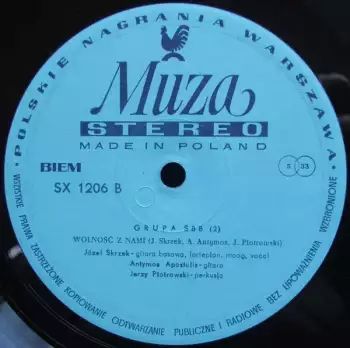 POLSKIE NAGRANIA WARSZAWA
Muza
STEREO
MADE IN POLAND
BIEM
S 33
SX 1206 B
GRUPA SBB (2)
WOLNOŚĆ Z NAMI (J. Skrzek, A. Antymos, J. Piotrowski)
Józef Skrzek-gitara basowa, fortepian, moog, vocal
Antymos Apostolis-gitara
Jerzy Piotrowski-perkusja
WSZELKIE PRAWA ZASTRZEŻONE KOPIOWANIE ODTWARZANIE PUBLICZNE I RADIOWE BEZ UPOWAŻNIENIA WZBRONIONE